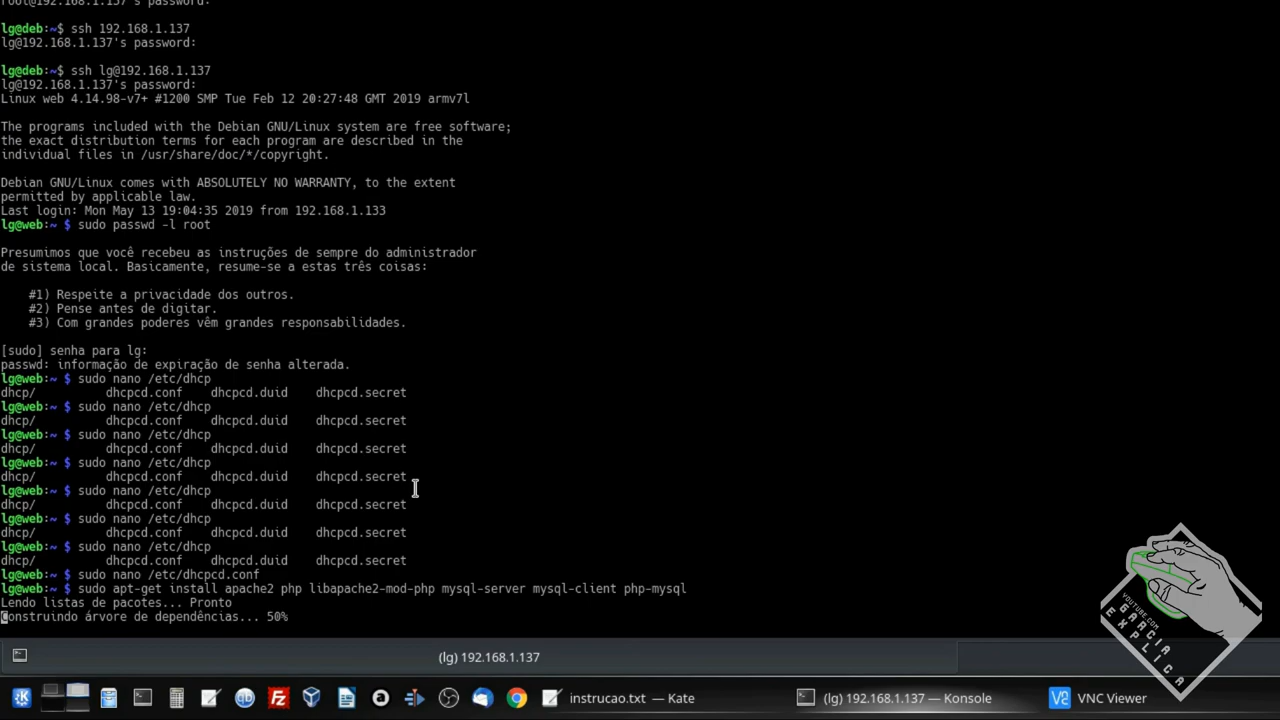 root@192.168.1.137's password:
lg@deb:~$ ssh 192.168.1.137
lg@192.168.1.137's password:
lg@deb:~$ ssh lg@192.168.1.137
lg@192.168.1.137's password:
Linux web 4.14.98-v7+ #1200 SMP Tue Feb 12 20:27:48 GMT 2019 armv7l
The programs included with the Debian GNU/Linux system are free software;
the exact distribution terms for each program are described in the
individual files in /usr/share/doc/*/copyright.
Debian GNU/Linux comes with ABSOLUTELY NO WARRANTY, to the extent
permitted by applicable law.
Last login: Mon May 13 19:04:35 2019 from 192.168.1.133
lg@web:~ $ sudo passwd -l root
Presumimos que você recebeu as instruções de sempre do administrador
de sistema local. Basicamente, resume-se a estas três coisas:
#1) Respeite a privacidade dos outros.
#2) Pense antes de digitar.
#3) Com grandes poderes vêm grandes responsabilidades.
[sudo] senha para lg:
passwd: informação de expiração de senha alterada.
lg@web:~ $ sudo nano /etc/dhcp
dhcp/ dhcpcd.conf dhcpcd.duid dhcpcd.secret
lg@web:~ $ sudo nano /etc/dhcp
dhcp/ dhcpcd.conf dhcpcd.duid dhcpcd.secret
lg@web:~ $ sudo nano /etc/dhcp
dhcp/ dhcpcd.conf dhcpcd.duid dhcpcd.secret
lg@web:~ $ sudo nano /etc/dhcp
dhcp/ dhcpcd.conf dhcpcd.duid dhcpcd.secret
lg@web:~ $ sudo nano /etc/dhcp
dhcp/ dhcpcd.conf dhcpcd.duid dhcpcd.secret
lg@web:~ $ sudo nano /etc/dhcp
dhcp/ dhcpcd.conf dhcpcd.duid dhcpcd.secret
lg@web:~ $ sudo nano /etc/dhcp
dhcp/ dhcpcd.conf dhcpcd.duid dhcpcd.secret
lg@web:~ $ sudo nano /etc/dhcpcd.conf
lg@web:~ $ sudo apt-get install apache2 php libapache2-mod-php mysql-server mysql-client php-mysql
Lendo listas de pacotes... Pronto
Construindo árvore de dependências... 50%
YOUTUBE.COM
GARCIA
EXPLICA
(lg) 192.168.1.137
instrucao.txt — Kate
(lg) 192.168.1.137 — Konsole
VNC Viewer